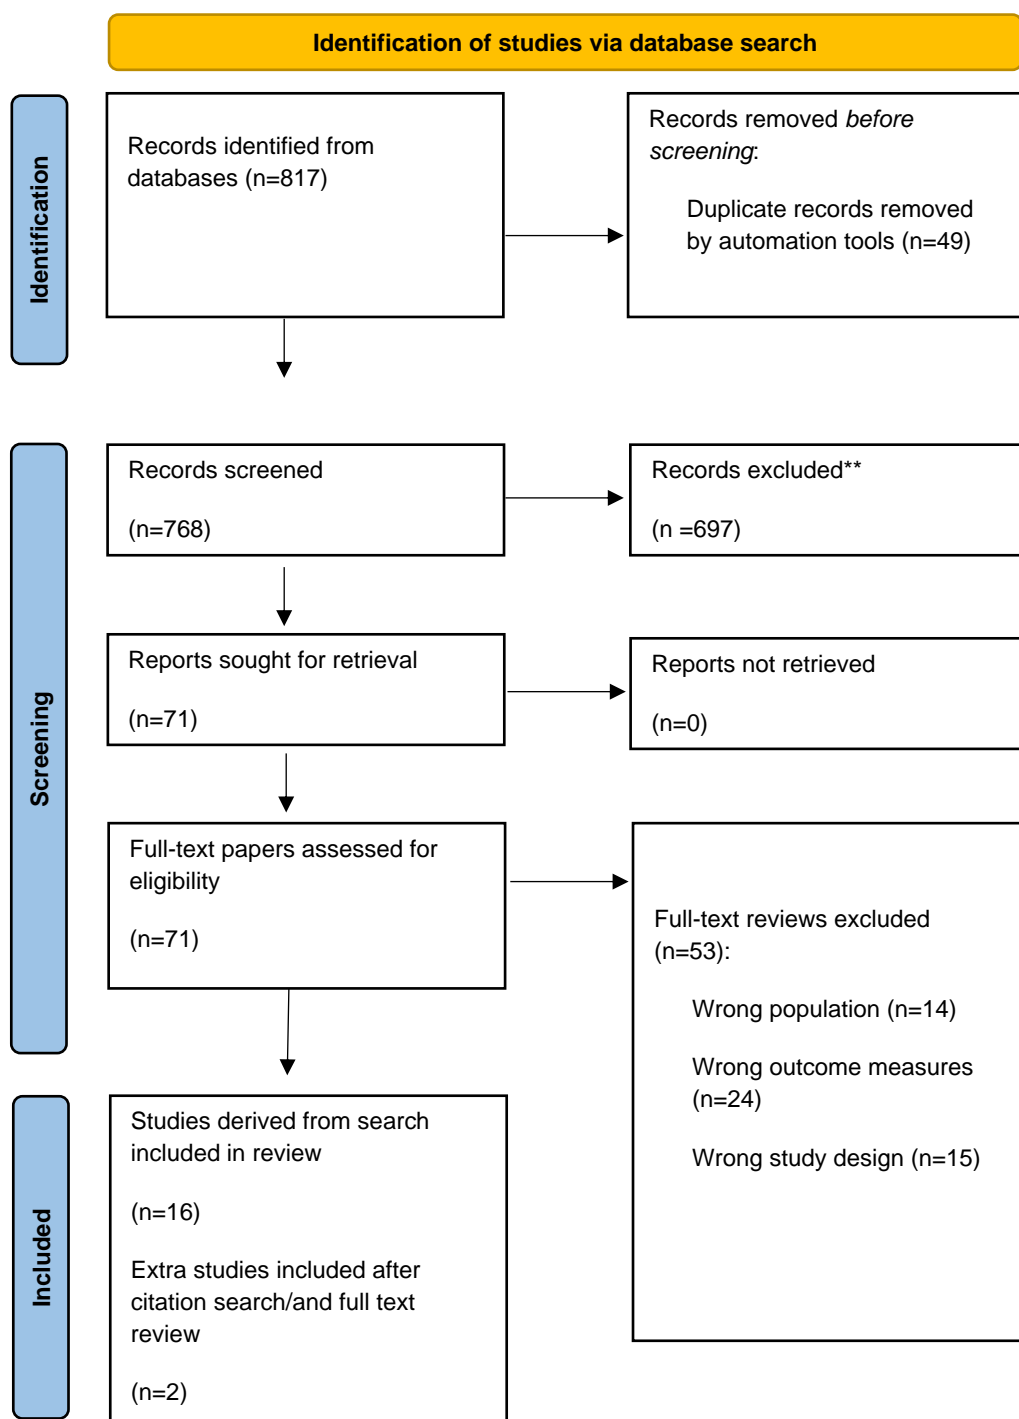 Identification of studies via database search
Identification
Records identified from
databases (n=817)
Records removed before
screening:
Duplicate records removed
by automation tools (n=49)
Screening
Records screened
(n=768)
Records excluded**
(n =697)
Reports sought for retrieval
(n=71)
Reports not retrieved
(n=0)
Full-text papers assessed for
eligibility
(n=71)
Full-text reviews excluded
(n=53):
Wrong population (n=14)
Wrong outcome measures
(n=24)
Wrong study design (n=15)
Included
Studies derived from search
included in review
(n=16)
Extra studies included after
citation search/and full text
review
(n=2)